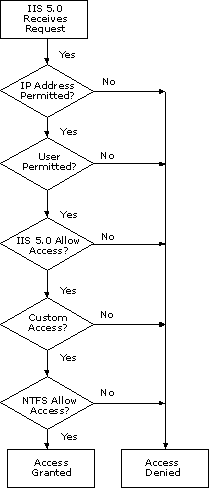 IIS 5.0
Receives
Request
Yes
IP Address
Permitted?
No
Yes
User
Permitted?
No
Yes
IIS 5.0 Allow
Access?
No
Yes
Custom
Access?
No
Yes
NTFS Allow
Access?
No
Yes
Access
Granted
Access
Denied